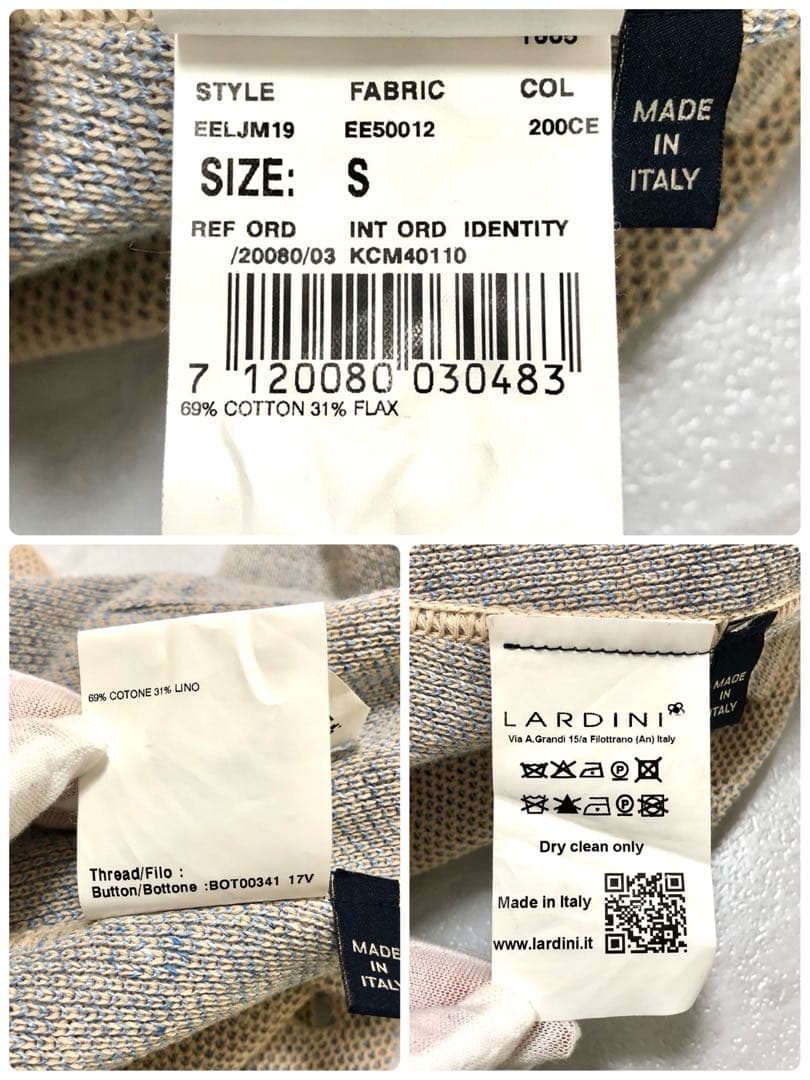 STYLE FABRIC COL
EELJM19 EE50012 200CE
SIZE: S
REF ORD INT ORD IDENTITY
/20080/03 KCM40110
7 120080 030483
69% COTTON 31% FLAX
MADE
IN
ITALY
69% COTONE 31% LINO
Thread/Filo :
Button/Bottone :BOT00341 17V
MADE
IN
ITALY
LARDINI
Via A.Grandi 15/a Filottrano (An) Italy
P
P
Dry clean only
Made in Italy
www.lardini.it
MADE
IN
ITALY